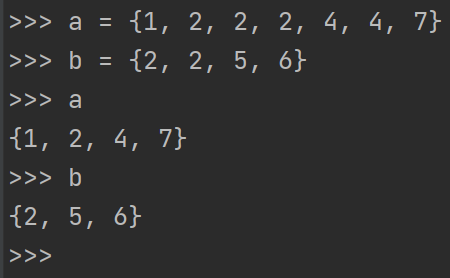 >>> a = {1, 2, 2, 2, 4, 4, 7}
>>> b = {2, 2, 5, 6}
>>> a
{1, 2, 4, 7}
>>> b
{2, 5, 6}
>>>